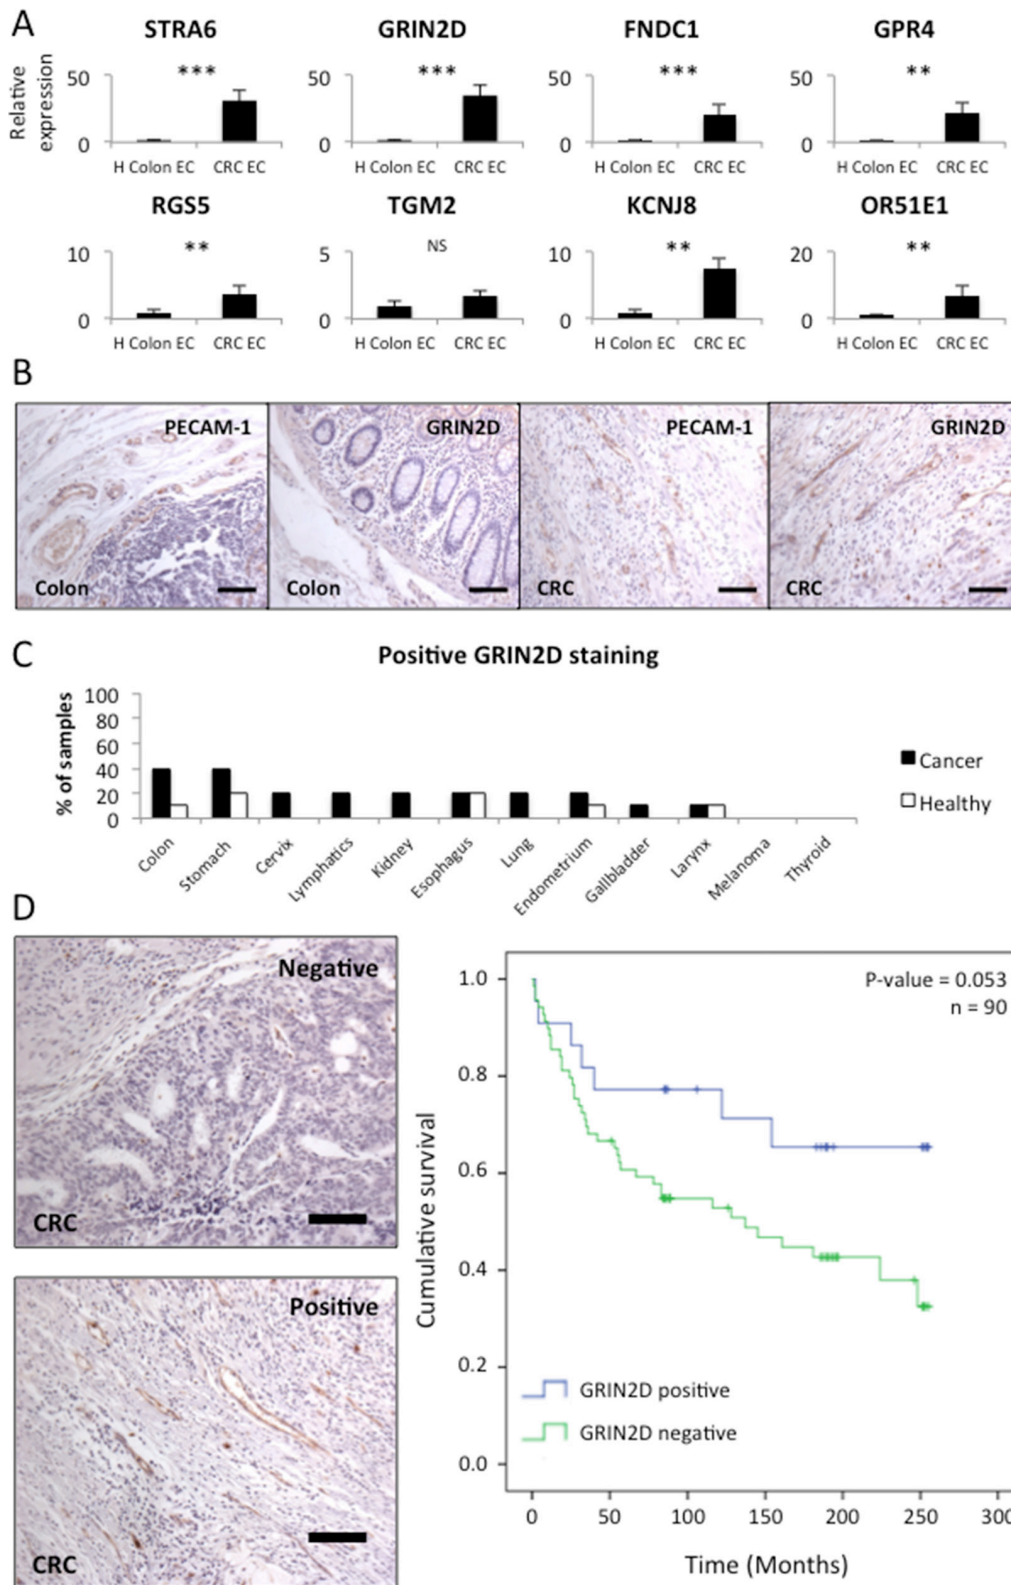 A
STRA6 GRIN2D FNDC1 GPR4
Relative
expression
50 *** 50 *** 50 *** 50 **
0 0 0 0
H Colon EC CRC EC H Colon EC CRC EC H Colon EC CRC EC H Colon EC CRC EC
RGS5 TGM2 KCNJ8 OR51E1
10 ** 5 NS 10 ** 20 **
0 0 0 0
H Colon EC CRC EC H Colon EC CRC EC H Colon EC CRC EC H Colon EC CRC EC
B
PECAM-1 GRIN2D PECAM-1 GRIN2D
Colon Colon CRC CRC
C
Positive GRIN2D staining
% of samples
100
80
60
40
20
0
Cancer
Healthy
Colon Stomach Cervix Lymphatics Kidney Esophagus Lung Endometrium Gallbladder Larynx Melanoma Thyroid
D
Negative
CRC
Positive
CRC
P-value = 0.053
n = 90
Cumulative survival
1.0
0.8
0.6
0.4
0.2
0.0
GRIN2D positive
GRIN2D negative
0 50 100 150 200 250 300
Time (Months)